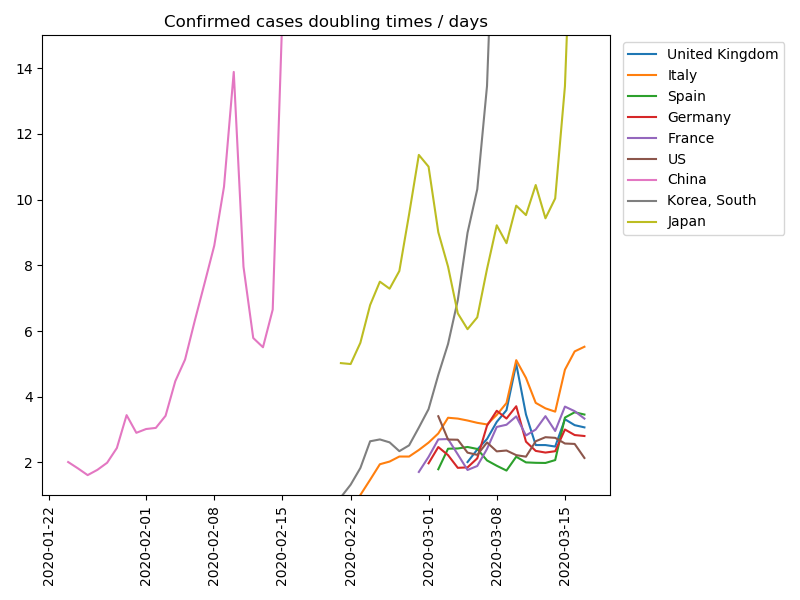 Confirmed cases doubling times / days
14
12
10
8
6
4
2
2020-01-22
2020-02-01
2020-02-08
2020-02-15
2020-02-22
2020-03-01
2020-03-08
2020-03-15
United Kingdom
Italy
Spain
Germany
France
US
China
Korea, South
Japan